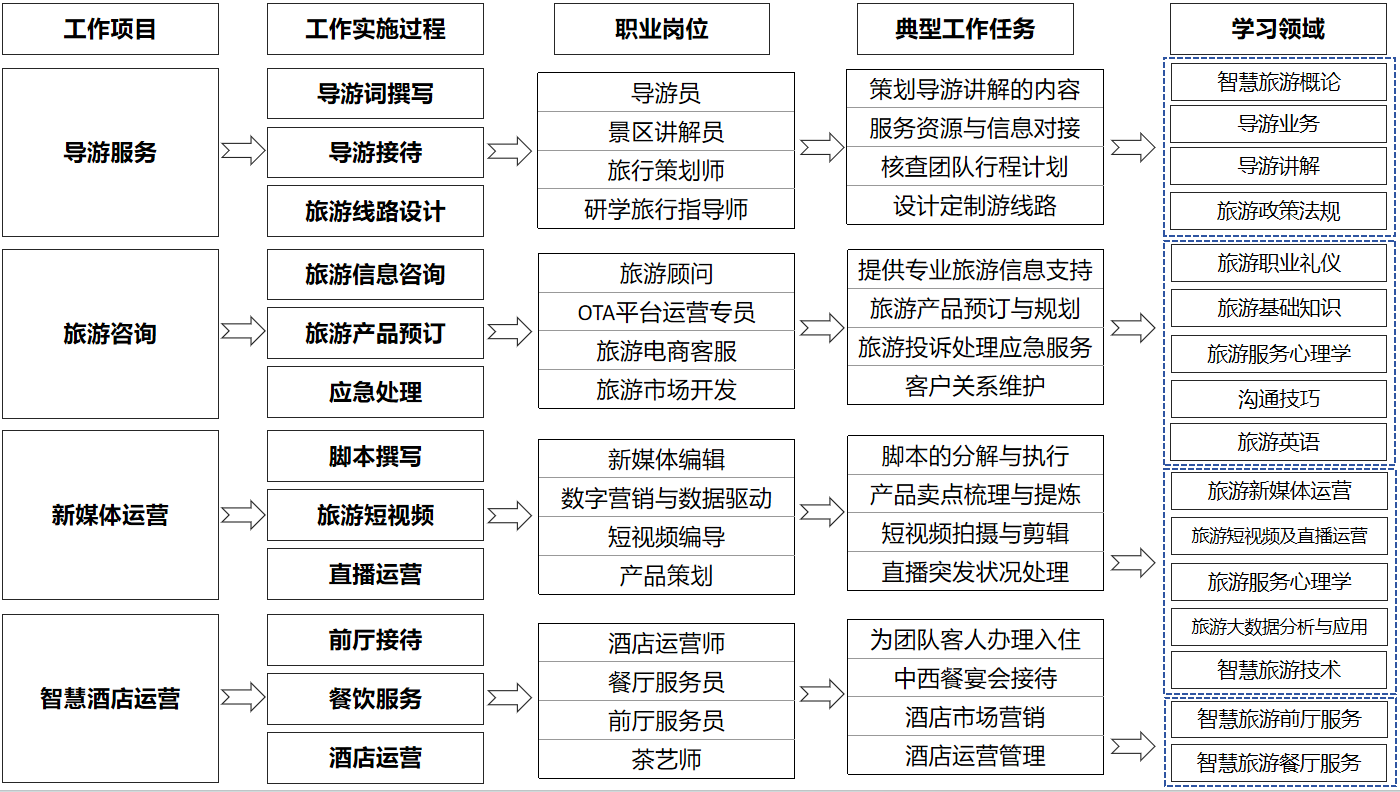 工作项目
工作实施过程
职业岗位
典型工作任务
学习领域
导游服务
导游词撰写
导游接待
旅游线路设计
导游员
景区讲解员
旅行策划师
研学旅行指导师
策划导游讲解的内容
服务资源与信息对接
核查团队行程计划
设计定制游线路
智慧旅游概论
导游业务
导游讲解
旅游政策法规
旅游咨询
旅游信息咨询
旅游产品预订
应急处理
旅游顾问
OTA平台运营专员
旅游电商客服
旅游市场开发
提供专业旅游信息支持
旅游产品预订与规划
旅游投诉处理应急服务
客户关系维护
旅游职业礼仪
旅游基础知识
旅游服务心理学
沟通技巧
旅游英语
新媒体运营
脚本撰写
旅游短视频
直播运营
新媒体编辑
数字营销与数据驱动
短视频编导
产品策划
脚本的分解与执行
产品卖点梳理与提炼
短视频拍摄与剪辑
直播突发状况处理
旅游新媒体运营
旅游短视频及直播运营
旅游服务心理学
旅游大数据分析与应用
智慧旅游技术
智慧酒店运营
前厅接待
餐饮服务
酒店运营
酒店运营师
餐厅服务员
前厅服务员
茶艺师
为团队客人办理入住
中西餐宴会接待
酒店市场营销
酒店运营管理
智慧旅游前厅服务
智慧旅游餐厅服务